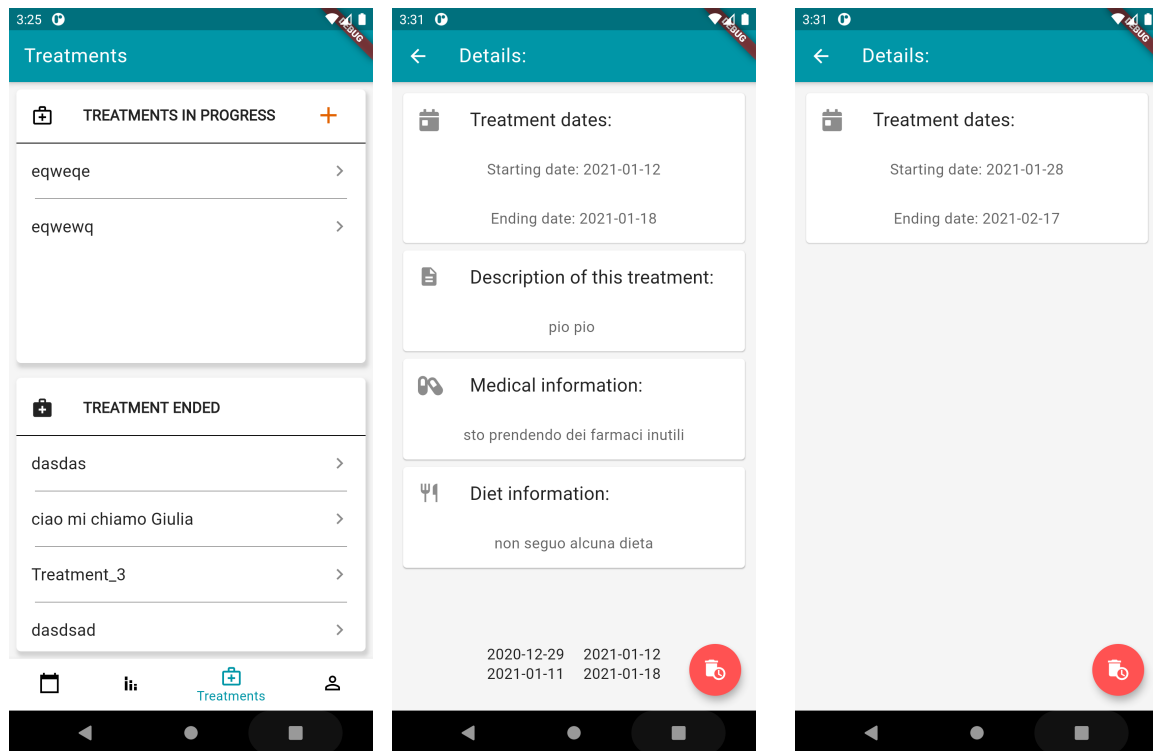 3:25
DEBUG
Treatments
TREATMENTS IN PROGRESS
eqweqe
eqwewq
TREATMENT ENDED
dasdas
ciao mi chiamo Giulia
Treatment_3
dasdsad
Treatments
3:31
DEBUG
Details:
Treatment dates:
Starting date: 2021-01-12
Ending date: 2021-01-18
Description of this treatment:
pio pio
Medical information:
sto prendendo dei farmaci inutili
Diet information:
non seguo alcuna dieta
2020-12-29 2021-01-12
2021-01-11 2021-01-18
3:31
DEBUG
Details:
Treatment dates:
Starting date: 2021-01-28
Ending date: 2021-02-17